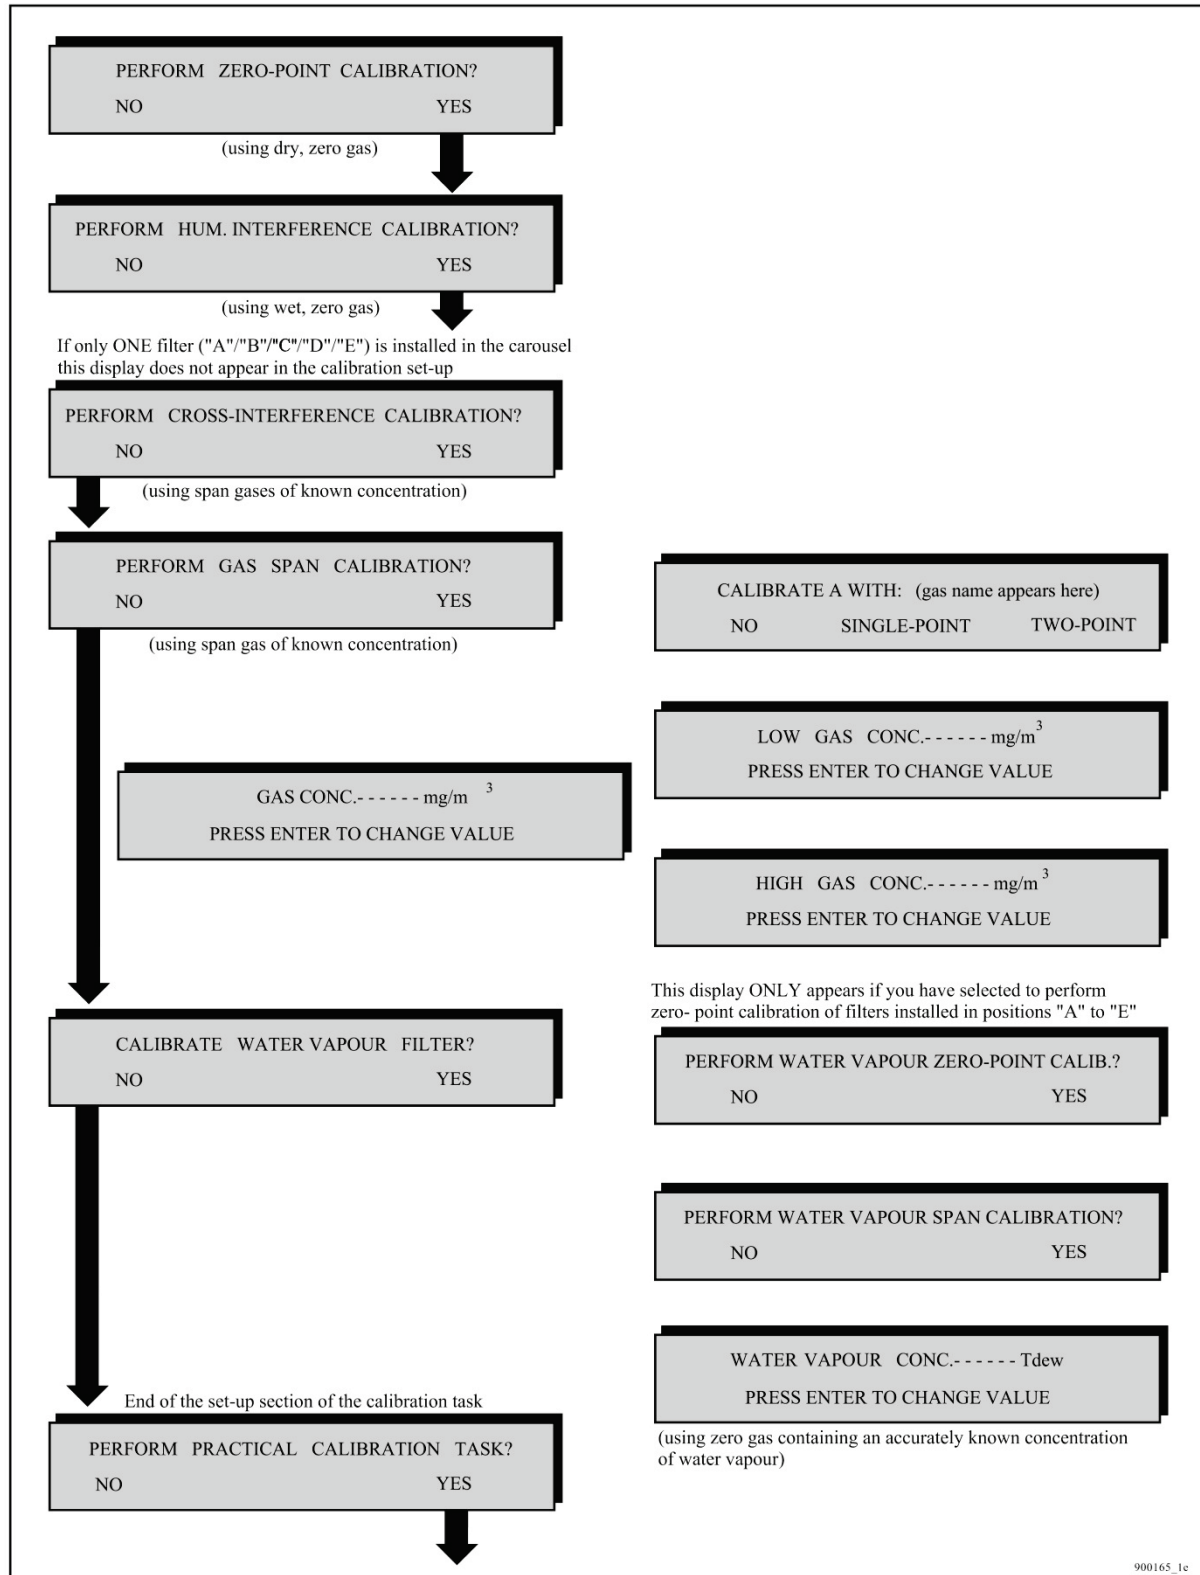 PERFORM ZERO-POINT CALIBRATION?
NO YES
(using dry, zero gas)
PERFORM HUM. INTERFERENCE CALIBRATION?
NO YES
(using wet, zero gas)
If only ONE filter ("A"/"B"/"C"/"D"/"E") is installed in the carousel
this display does not appear in the calibration set-up
PERFORM CROSS-INTERFERENCE CALIBRATION?
NO YES
(using span gases of known concentration)
PERFORM GAS SPAN CALIBRATION?
NO YES
(using span gas of known concentration)
CALIBRATE A WITH: (gas name appears here)
NO SINGLE-POINT TWO-POINT
LOW GAS CONC.- - - - - - mg/m³
PRESS ENTER TO CHANGE VALUE
GAS CONC.- - - - - - mg/m ³
PRESS ENTER TO CHANGE VALUE
HIGH GAS CONC.- - - - - - mg/m³
PRESS ENTER TO CHANGE VALUE
This display ONLY appears if you have selected to perform
zero- point calibration of filters installed in positions "A" to "E"
CALIBRATE WATER VAPOUR FILTER?
NO YES
PERFORM WATER VAPOUR ZERO-POINT CALIB.?
NO YES
PERFORM WATER VAPOUR SPAN CALIBRATION?
NO YES
WATER VAPOUR CONC.- - - - - - Tdew
PRESS ENTER TO CHANGE VALUE
(using zero gas containing an accurately known concentration
of water vapour)
End of the set-up section of the calibration task
PERFORM PRACTICAL CALIBRATION TASK?
NO YES
900165_1e